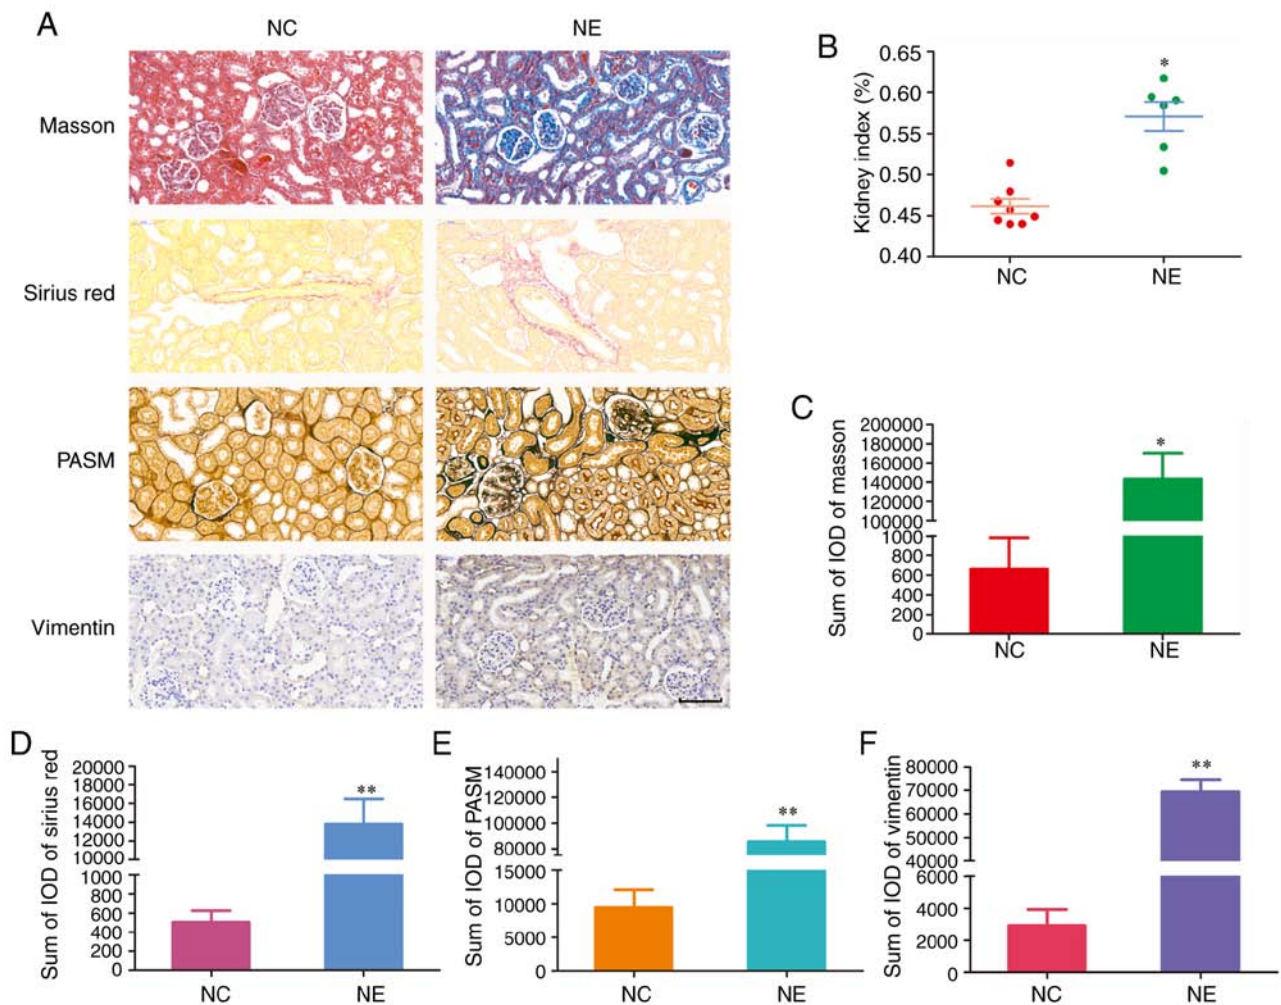 A
NC
NE
Masson
Sirius red
PASM
Vimentin
B
Kidney index (%)
0.65
0.60
0.55
0.50
0.45
0.40
*
NC
NE
C
Sum of IOD of masson
200000
180000
160000
140000
120000
100000
1000
800
600
400
200
0
*
NC
NE
D
Sum of IOD of sirius red
20000
18000
16000
14000
12000
10000
1000
800
600
400
200
0
**
NC
NE
E
Sum of IOD of PASM
140000
120000
100000
80000
15000
10000
5000
0
**
NC
NE
F
Sum of IOD of vimentin
80000
70000
60000
50000
40000
6000
4000
2000
0
**
NC
NE